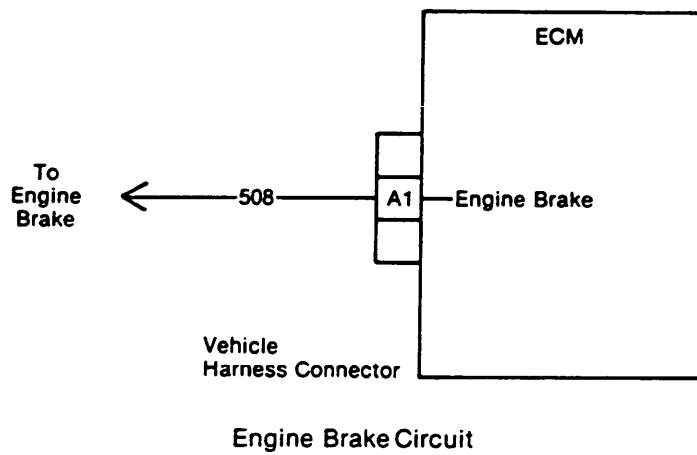 ECM
To
Engine
Brake
508
A1
Engine Brake
Vehicle
Harness Connector
Engine Brake Circuit